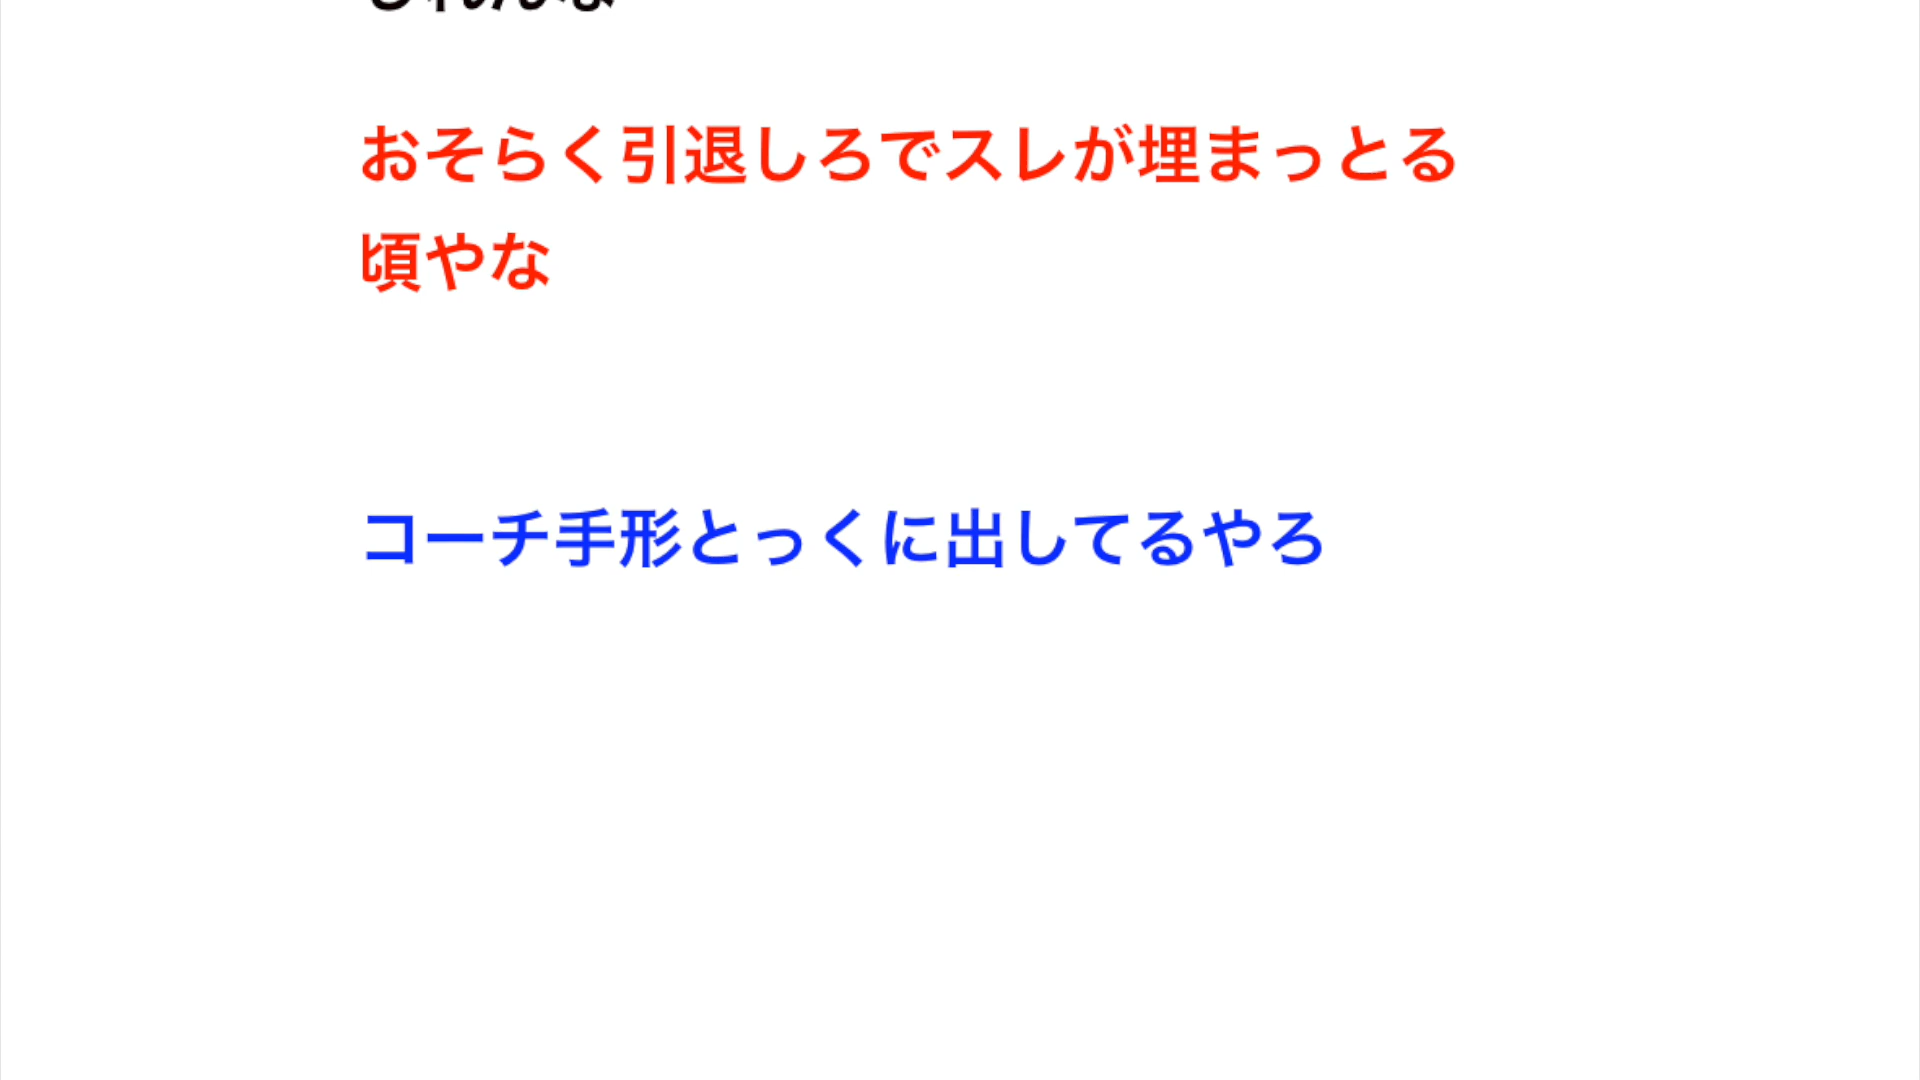 おそらく引退しろでスレが埋まっとる
頃やな
コーチ手形とっくに出してるやろ